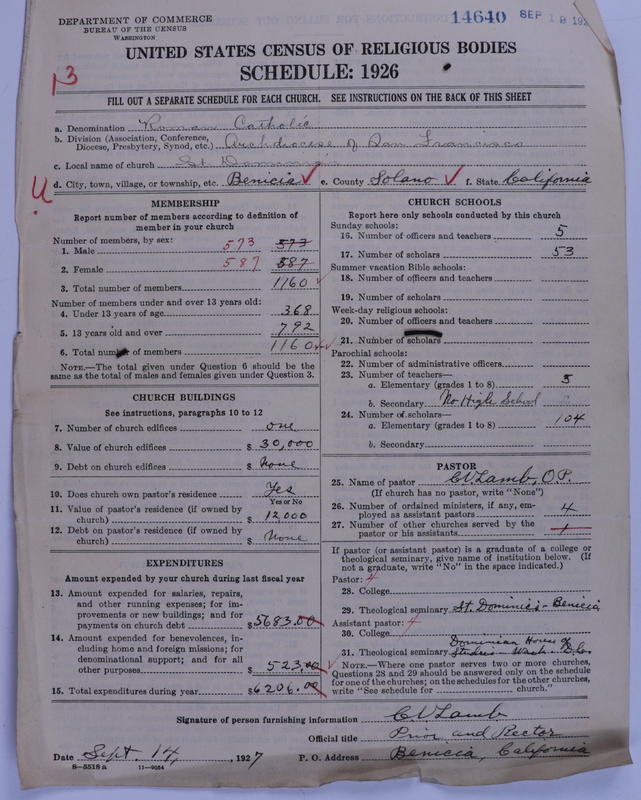 DEPARTMENT OF COMMERCE
BUREAU OF THE CENSUS
WASHINGTON
14640 SEP 19 192
UNITED STATES CENSUS OF RELIGIOUS BODIES
SCHEDULE: 1926
13
FILL OUT A SEPARATE SCHEDULE FOR EACH CHURCH. SEE INSTRUCTIONS ON THE BACK OF THIS SHEET
a. Denomination Roman Catholic
b. Division (Association, Conference, Diocese, Presbytery, Synod, etc.) Archdiocese of San Francisco
c. Local name of church St Dominic's
d. City, town, village, or township, etc. Benicia e. County Solano f. State California
MEMBERSHIP
Report number of members according to definition of
member in your church
Number of members, by sex:
1. Male 573 573
2. Female 587 587
3. Total number of members 1160
Number of members under and over 13 years old:
4. Under 13 years of age 368
5. 13 years old and over 792
6. Total number of members 1160
NOTE.—The total given under Question 6 should be
the same as the total of males and females given under Question 3.
CHURCH BUILDINGS
See instructions, paragraphs 10 to 12
7. Number of church edifices one
8. Value of church edifices $ 30,000
9. Debt on church edifices $ None
10. Does church own pastor's residence Yes
Yes or No
11. Value of pastor's residence (if owned by
church) $ 12000
12. Debt on pastor's residence (if owned by
church) $ None
EXPENDITURES
Amount expended by your church during last fiscal year
13. Amount expended for salaries, repairs,
and other running expenses; for im-
provements or new buildings; and for
payments on church debt $ 5683.00
14. Amount expended for benevolences, in-
cluding home and foreign missions; for
denominational support; and for all
other purposes $ 523.00
15. Total expenditures during year $ 6206.00
CHURCH SCHOOLS
Report here only schools conducted by this church
Sunday schools:
16. Number of officers and teachers 5
17. Number of scholars 53
Summer vacation Bible schools:
18. Number of officers and teachers
19. Number of scholars
Week-day religious schools:
20. Number of officers and teachers
21. Number of scholars
Parochial schools:
22. Number of administrative officers
23. Number of teachers—
a. Elementary (grades 1 to 8) 5
b. Secondary No High School
24. Number of scholars—
a. Elementary (grades 1 to 8) 104
b. Secondary
PASTOR
25. Name of pastor CV Lamb, O.P.
(If church has no pastor, write "None")
26. Number of ordained ministers, if any, em-
ployed as assistant pastors 4
27. Number of other churches served by the
pastor or his assistants 1
If pastor (or assistant pastor) is a graduate of a college or
theological seminary, give name of institution below. (If
not a graduate, write "No" in the space indicated.)
Pastor: 4
28. College
29. Theological seminary St. Dominic's - Benicia
Assistant pastor: 4
30. College
31. Theological seminary Dominican House of
Studies - Wash. D.C.
NOTE.—Where one pastor serves two or more churches,
Questions 28 and 29 should be answered only on the schedule
for one of the churches; on the schedules for the other churches,
write "See schedule for church."
Signature of person furnishing information CV Lamb
Official title Prior and Rector
Date Sept. 14, 1927 P. O. Address Benicia, California
8-5518 a 11-9054